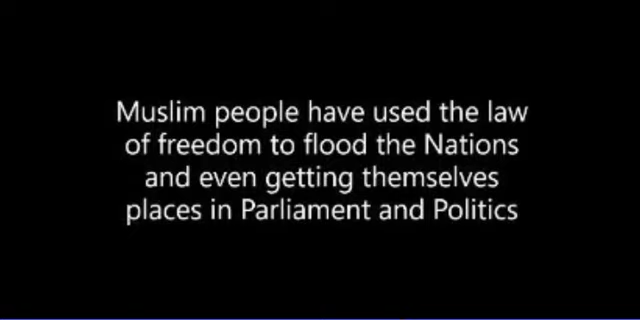 Muslim people have used the law
of freedom to flood the Nations
and even getting themselves
places in Parliament and Politics